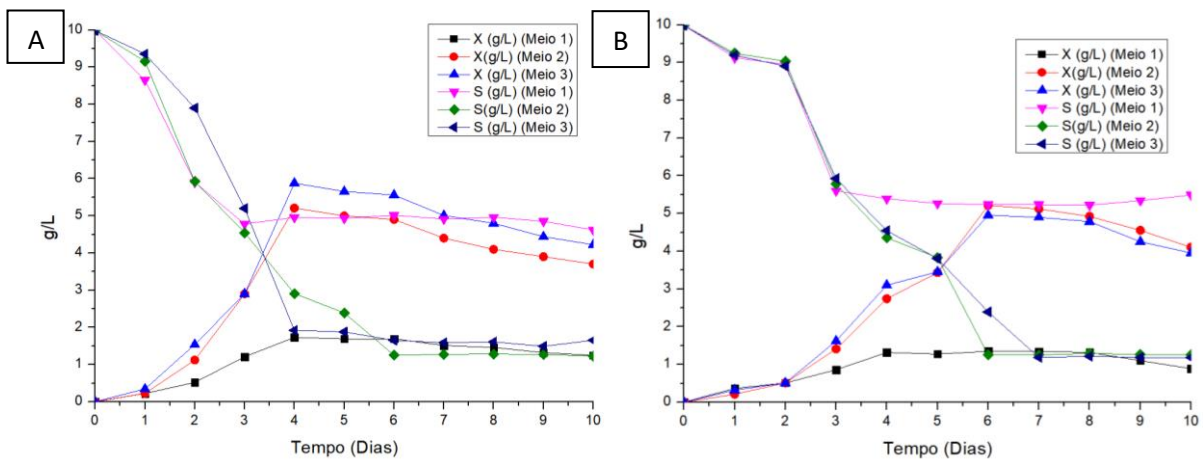 A
10
9
8
7
6
5
4
3
2
1
0
g/L
0 1 2 3 4 5 6 7 8 9 10
Tempo (Dias)
X (g/L) (Meio 1)
X(g/L) (Meio 2)
X (g/L) (Meio 3)
S (g/L) (Meio 1)
S(g/L) (Meio 2)
S (g/L) (Meio 3)
B
10
9
8
7
6
5
4
3
2
1
0
g/L
0 1 2 3 4 5 6 7 8 9 10
Tempo (Dias)
X (g/L) (Meio 1)
X(g/L) (Meio 2)
X (g/L) (Meio 3)
S (g/L) (Meio 1)
S(g/L) (Meio 2)
S (g/L) (Meio 3)